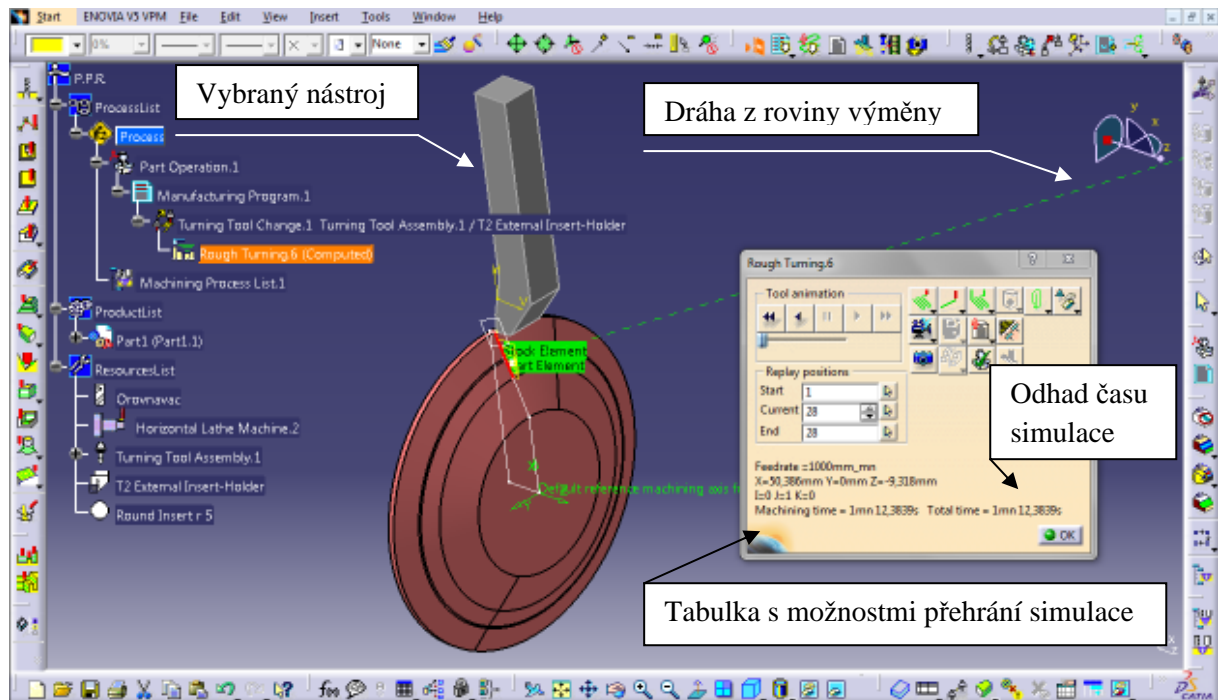 Start ENOVIA V5 VPM File Edit View Insert Tools Window Help
0% None
P.P.R.
ProcessList
Process
Part Operation.1
Manufacturing Program.1
Turning Tool Change.1 Turning Tool Assembly.1 / T2 External Insert-Holder
Rough Turning.6 (Computed)
Machining Process List.1
ProductList
Part1 (Part1.1)
ResourcesList
Orovnavac
Horizontal Lathe Machine.2
Turning Tool Assembly.1
T2 External Insert-Holder
Round Insert r 5
Vybraný nástroj
Dráha z roviny výměny
y
x
z
Stock Element
Part Element
Default reference machining axis fo
Rough Turning.6
Tool animation
Replay positions
Start 1
Current 28
End 28
Feedrate =1000mm_mn
X=50,386mm Y=0mm Z=-9,318mm
I=0 J=1 K=0
Machining time = 1mn 12,3839s Total time = 1mn 12,3839s
OK
Odhad času
simulace
Tabulka s možnostmi přehrání simulace
CATIA